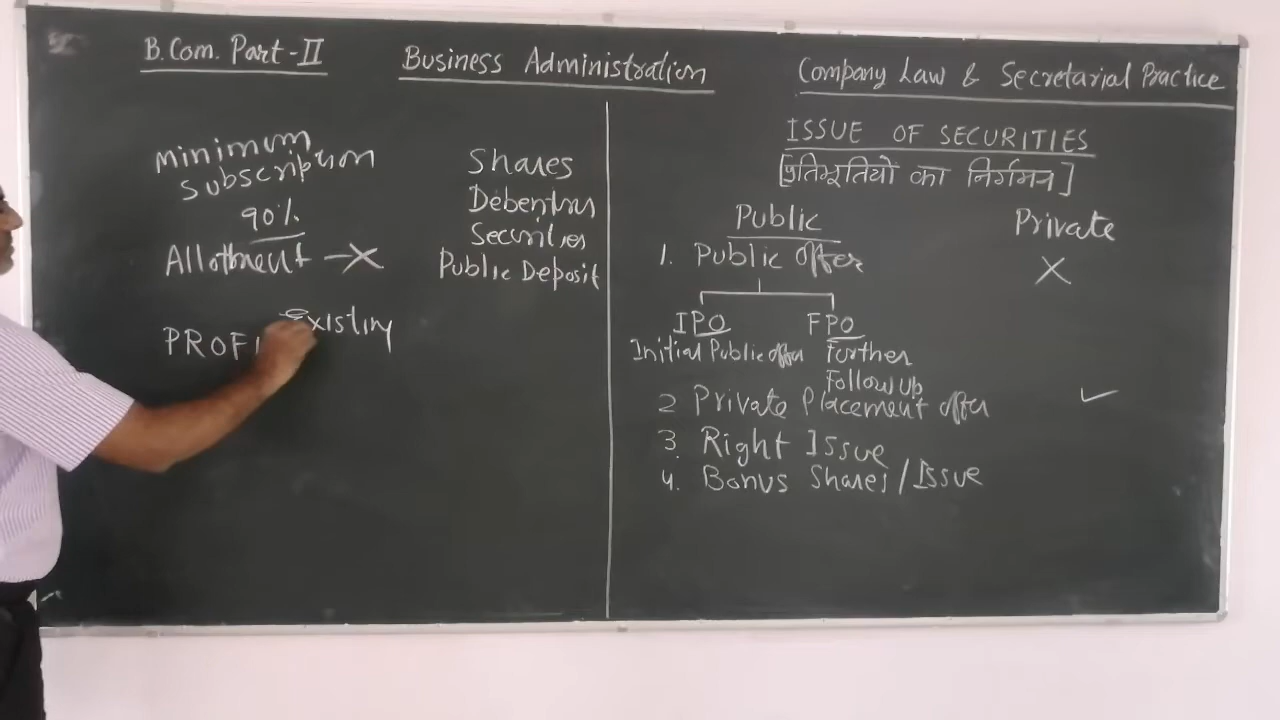 B.Com. Part-II
Business Administration
Company Law & Secretarial Practice
Minimum
Subscription
90%
Allotment —X
Existing
PROFI
Shares
Debentures
Securities
Public Deposit
ISSUE OF SECURITIES
[प्रतिभूतियो का निर्गमन]
Public
Private
1. Public offer
X
IPO
FPO
Initial Public offer
Further
Follow Up
2 Private Placement offer ✓
3. Right Issue
4. Bonus Shares/Issue